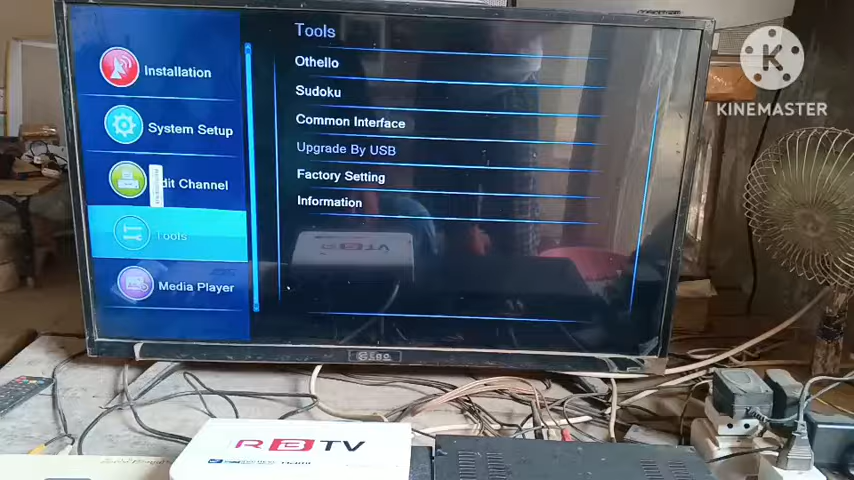 Tools
Installation
System Setup
dit Channel
Tools
Media Player
Othello
Sudoku
Common Interface
Upgrade By USB
Factory Setting
Information
KINEMASTER
RBTV